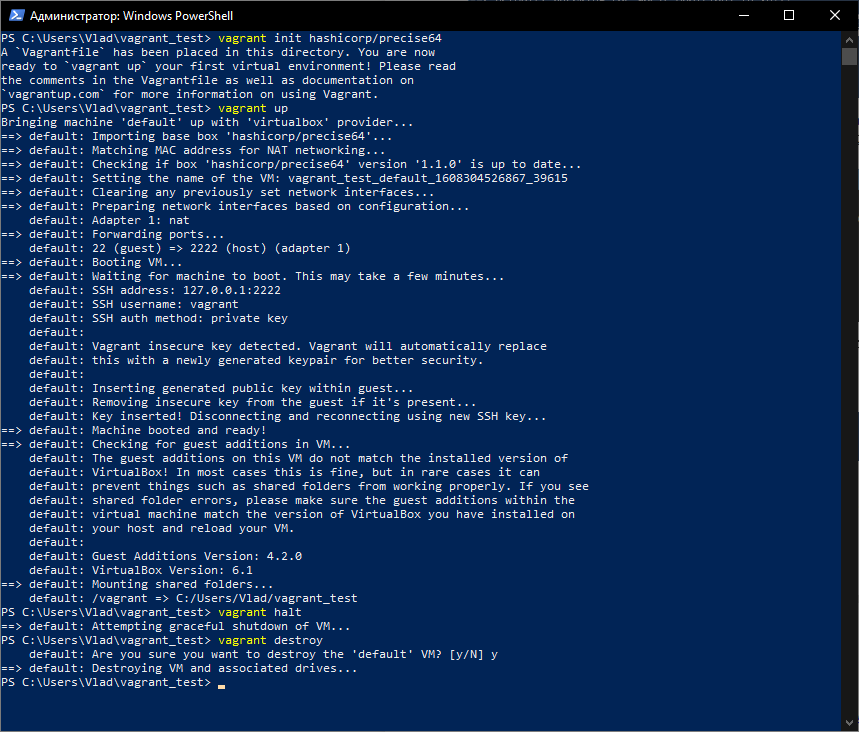 Администратор: Windows PowerShell
PS C:\Users\Vlad\vagrant_test> vagrant init hashicorp/precise64
A `Vagrantfile` has been placed in this directory. You are now
ready to `vagrant up` your first virtual environment! Please read
the comments in the Vagrantfile as well as documentation on
`vagrantup.com` for more information on using Vagrant.
PS C:\Users\Vlad\vagrant_test> vagrant up
Bringing machine 'default' up with 'virtualbox' provider...
==> default: Importing base box 'hashicorp/precise64'...
==> default: Matching MAC address for NAT networking...
==> default: Checking if box 'hashicorp/precise64' version '1.1.0' is up to date...
==> default: Setting the name of the VM: vagrant_test_default_1608304526867_39615
==> default: Clearing any previously set network interfaces...
==> default: Preparing network interfaces based on configuration...
    default: Adapter 1: nat
==> default: Forwarding ports...
    default: 22 (guest) => 2222 (host) (adapter 1)
==> default: Booting VM...
==> default: Waiting for machine to boot. This may take a few minutes...
    default: SSH address: 127.0.0.1:2222
    default: SSH username: vagrant
    default: SSH auth method: private key
    default:
    default: Vagrant insecure key detected. Vagrant will automatically replace
    default: this with a newly generated keypair for better security.
    default:
    default: Inserting generated public key within guest...
    default: Removing insecure key from the guest if it's present...
    default: Key inserted! Disconnecting and reconnecting using new SSH key...
==> default: Machine booted and ready!
==> default: Checking for guest additions in VM...
    default: The guest additions on this VM do not match the installed version of
    default: VirtualBox! In most cases this is fine, but in rare cases it can
    default: prevent things such as shared folders from working properly. If you see
    default: shared folder errors, please make sure the guest additions within the
    default: virtual machine match the version of VirtualBox you have installed on
    default: your host and reload your VM.
    default:
    default: Guest Additions Version: 4.2.0
    default: VirtualBox Version: 6.1
==> default: Mounting shared folders...
    default: /vagrant => C:/Users/Vlad/vagrant_test
PS C:\Users\Vlad\vagrant_test> vagrant halt
==> default: Attempting graceful shutdown of VM...
PS C:\Users\Vlad\vagrant_test> vagrant destroy
    default: Are you sure you want to destroy the 'default' VM? [y/N] y
==> default: Destroying VM and associated drives...
PS C:\Users\Vlad\vagrant_test>